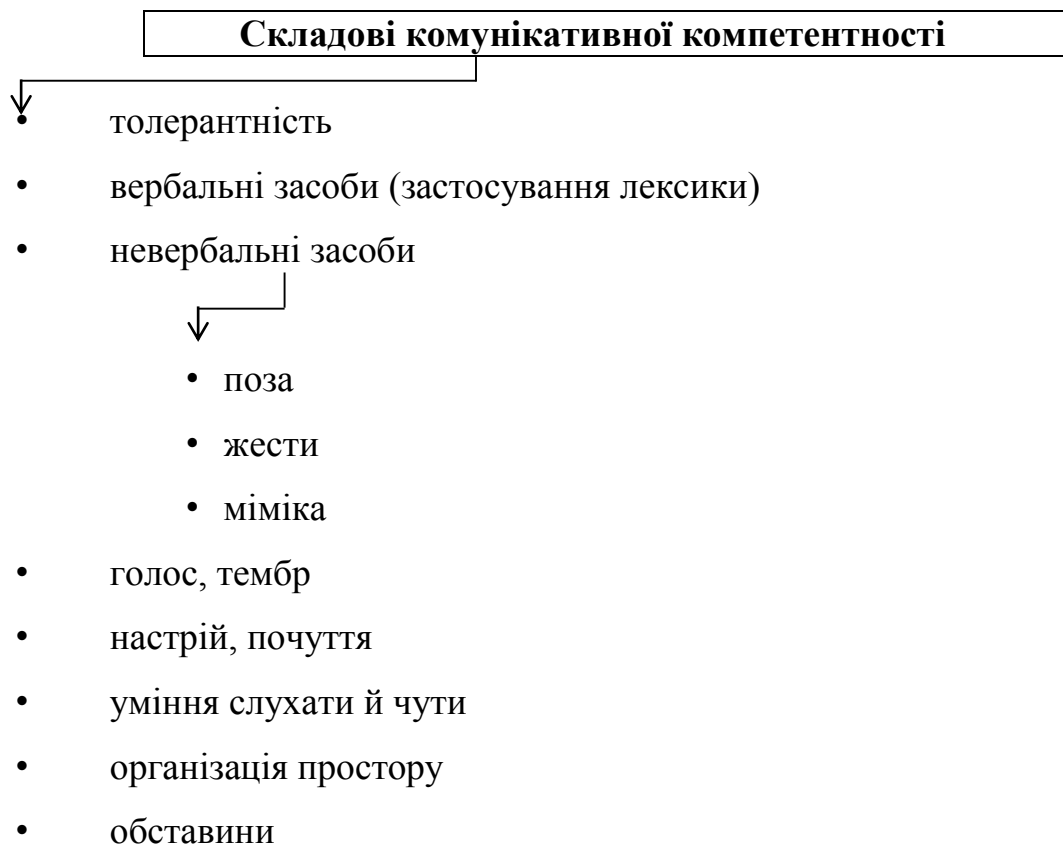 Складові комунікативної компетентності
• толерантність
• вербальні засоби (застосування лексики)
• невербальні засоби
• поза
• жести
• міміка
• голос, тембр
• настрій, почуття
• уміння слухати й чути
• організація простору
• обставини